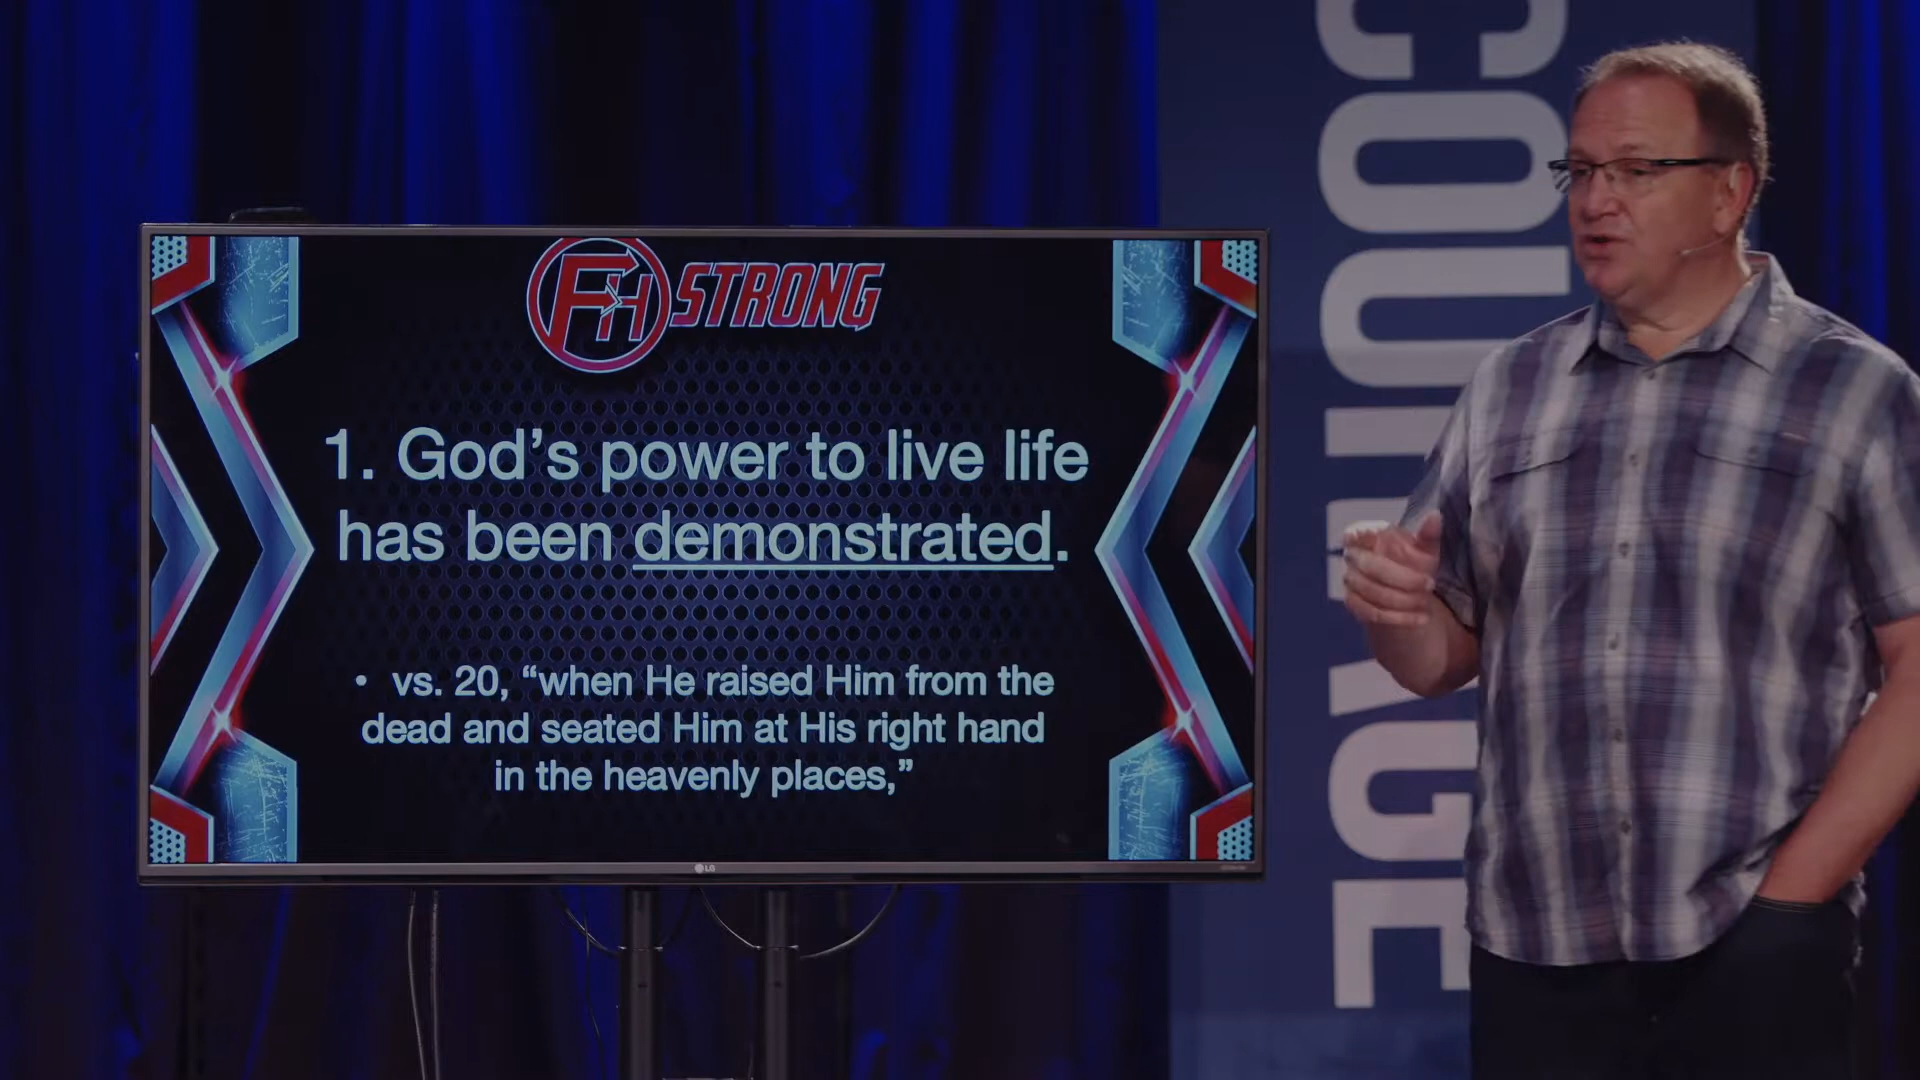 FH STRONG
1. God's power to live life
has been demonstrated.
• vs. 20, “when He raised Him from the
dead and seated Him at His right hand
in the heavenly places,”
LG
COURAGE